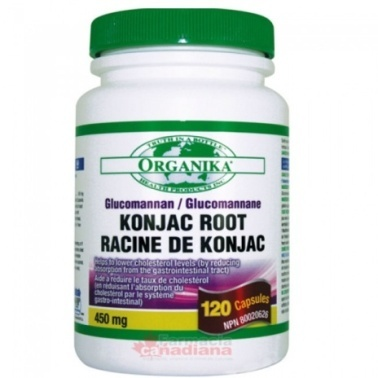 TRUTH IN A BOTTLE
ORGANIKA®
HEALTH PRODUCTS INC
Glucomannan / Glucomannane
KONJAC ROOT
RACINE DE KONJAC
Helps to lower cholesterol levels (by reducing
absorption from the gastrointestinal tract)
Aide à réduire le taux de cholestérol
(en réduisant l'absorption du
cholestérol par le système
gastro-intestinal)
120 Capsules
NPN 80020626
450 mg
Farmacia
canadiana